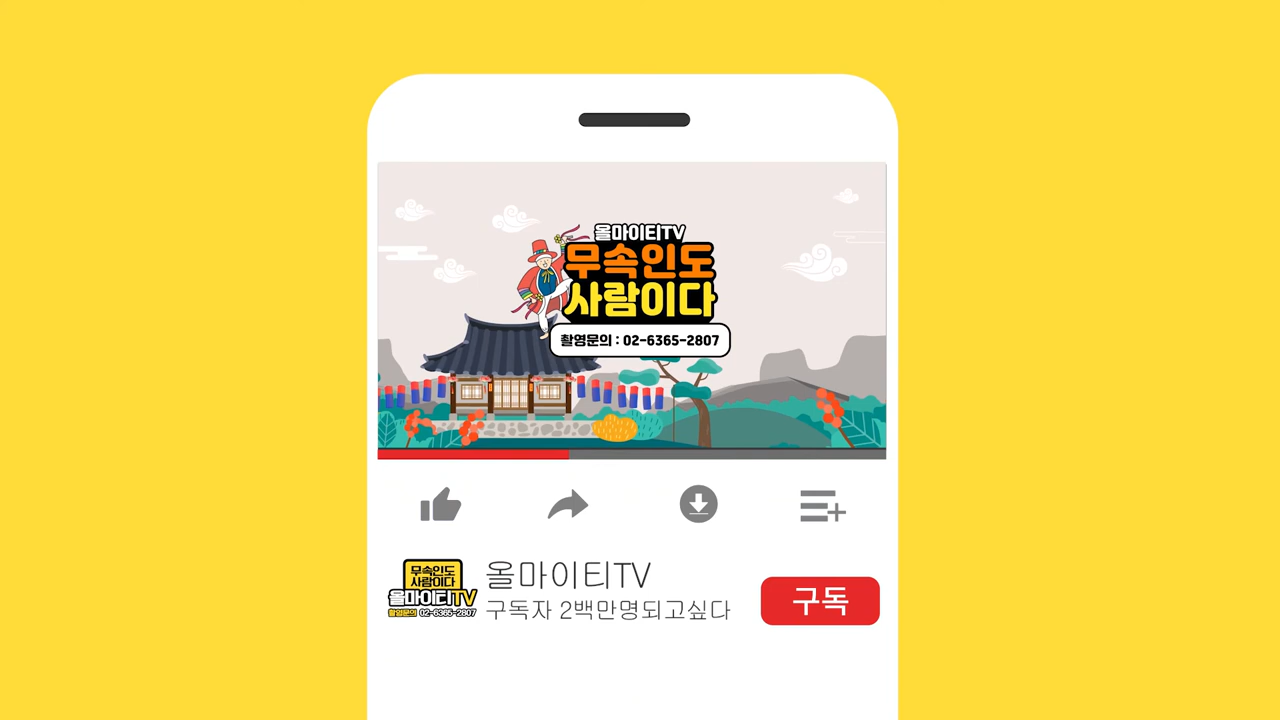 올마이티TV
무속인도
사람이다
촬영문의 : 02-6365-2807
무속인도
사람이다
올마이티TV
촬영문의 02-6365-2807
올마이티TV
구독자 2백만명되고싶다
구독